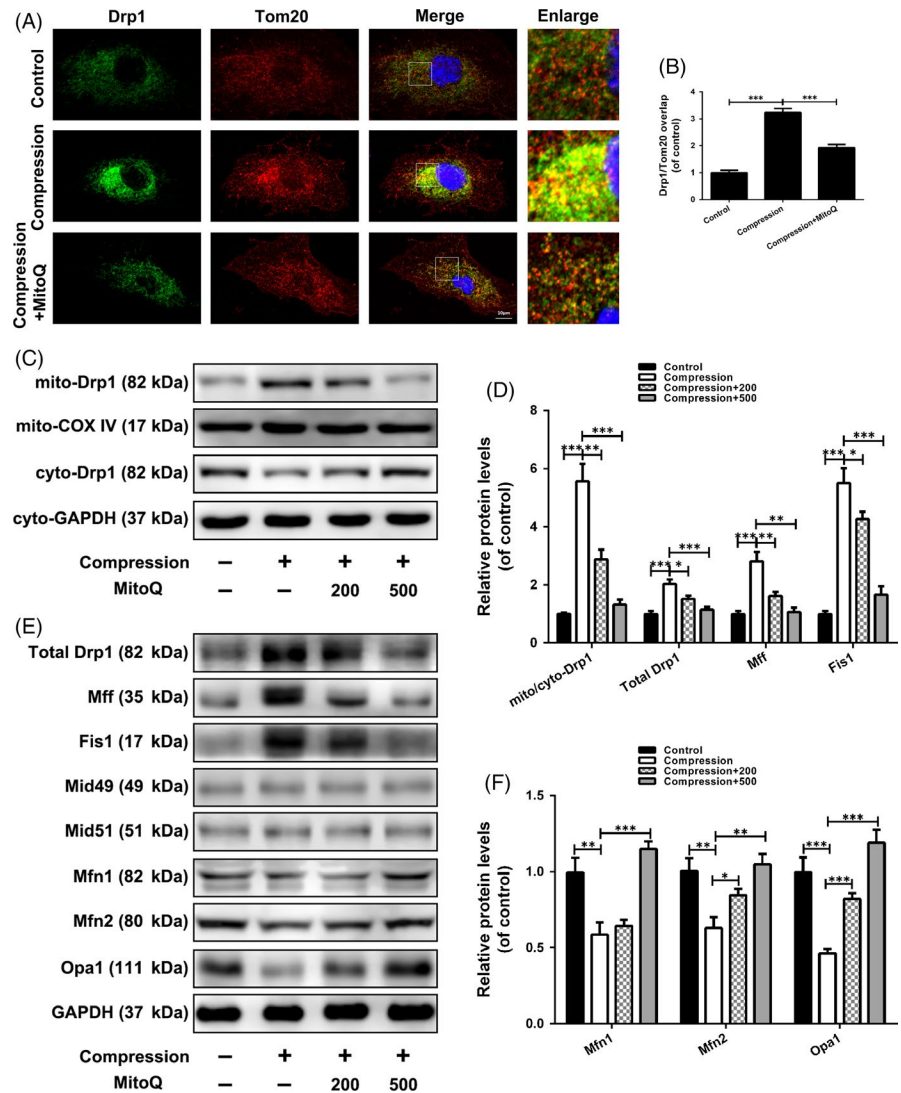 (A)
Drp1 Tom20 Merge Enlarge
Control
Compression
Compression
+MitoQ
10μm
(B)
Drp1/Tom20 overlap
(of control)
4
3
2
1
0
*** ***
Control Compression Compression+MitoQ
(C)
mito-Drp1 (82 kDa)
mito-COX IV (17 kDa)
cyto-Drp1 (82 kDa)
cyto-GAPDH (37 kDa)
Compression – + + +
MitoQ – – 200 500
(D)
Control
Compression
Compression+200
Compression+500
Relative protein levels
(of control)
8
6
4
2
0
*** ** ***
*** * ***
*** ** **
*** * ***
mito/cyto-Drp1 Total Drp1 Mff Fis1
(E)
Total Drp1 (82 kDa)
Mff (35 kDa)
Fis1 (17 kDa)
Mid49 (49 kDa)
Mid51 (51 kDa)
Mfn1 (82 kDa)
Mfn2 (80 kDa)
Opa1 (111 kDa)
GAPDH (37 kDa)
Compression – + + +
MitoQ – – 200 500
(F)
Control
Compression
Compression+200
Compression+500
Relative protein levels
(of control)
1.5
1.0
0.5
0.0
** ***
** * **
*** *** ***
Mfn1 Mfn2 Opa1